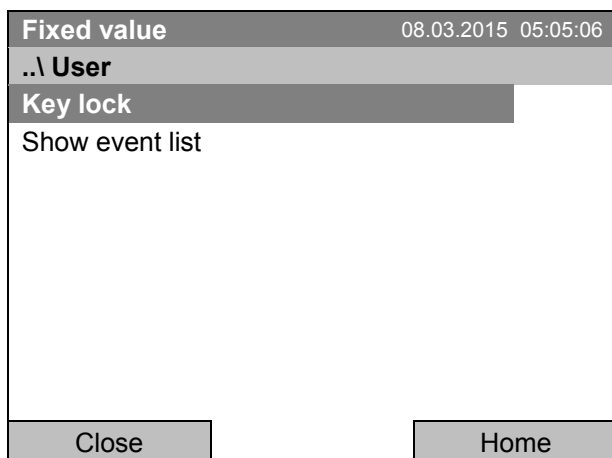 Fixed value 08.03.2015 05:05:06
..\ User
Key lock
Show event list
Close Home